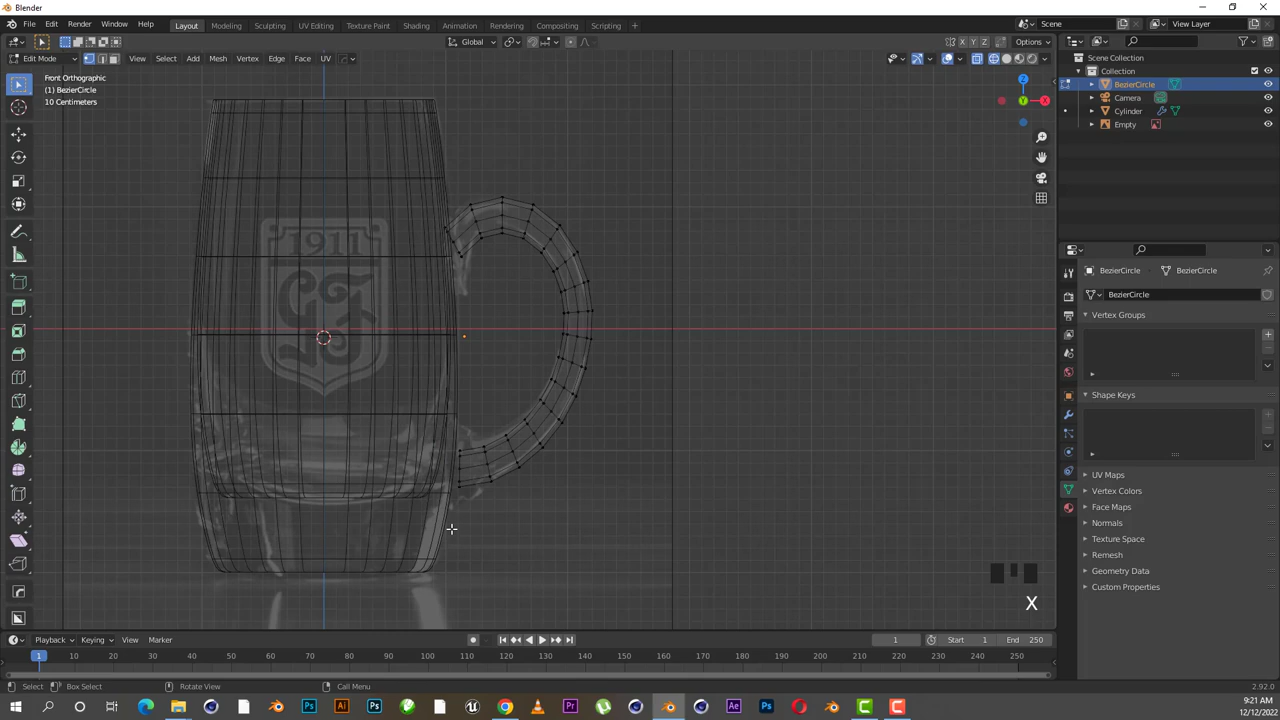 Blender
File Edit Render Window Help
Layout Modeling Sculpting UV Editing Texture Paint Shading Animation Rendering Compositing Scripting
Scene
View Layer
Global
X Y Z
Options
Edit Mode
View Select Add Mesh Vertex Edge Face UV
Front Orthographic
(1) BezierCircle
10 Centimeters
Z
Y
X
1911
Scene Collection
Collection
BezierCircle
Camera
Cylinder
Empty
BezierCircle
BezierCircle
BezierCircle
Vertex Groups
Shape Keys
UV Maps
Vertex Colors
Face Maps
Normals
Texture Space
Remesh
Geometry Data
Custom Properties
X
Playback Keying View Marker
1
Start 1
End 250
1 10 20 30 40 50 60 70 80 90 100 110 120 130 140 150 160 170 180 190 200 210 220 230 240 250
Select
Box Select
Rotate View
Call Menu
2.92.0
Ps Ai Ps Pr Ae Ps
9:21 AM
12/12/2022